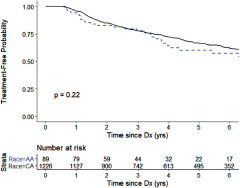 Treatment-Free Probability
1.00
0.75
0.50
0.25
0.00
p = 0.22
0 1 2 3 4 5 6
Time since Dx (yrs)
Number at risk
Strata
Race=AA 89 79 59 44 32 22 17
Race=CA 1226 1127 900 742 613 495 352
0 1 2 3 4 5 6
Time since Dx (yrs)